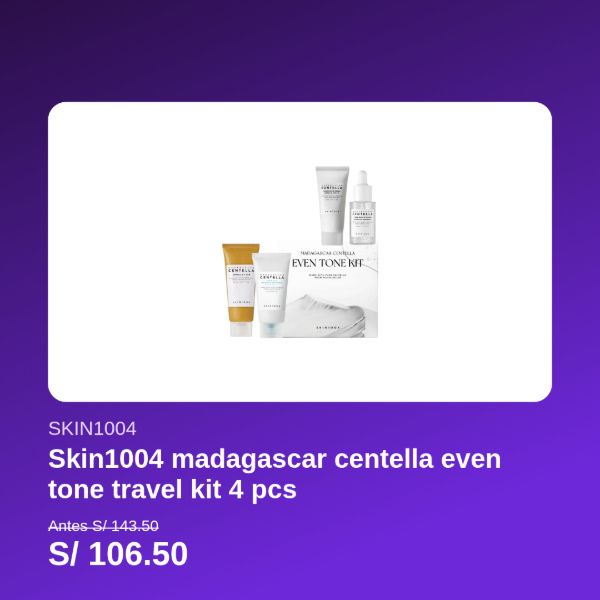 MADAGASCAR CENTELLA
EVEN TONE KIT
SKIN1004
CENTELLA
CENTELLA
CENTELLA
CENTELLA
SKIN1004
Skin1004 madagascar centella even
tone travel kit 4 pcs
Antes S/ 143.50
S/ 106.50